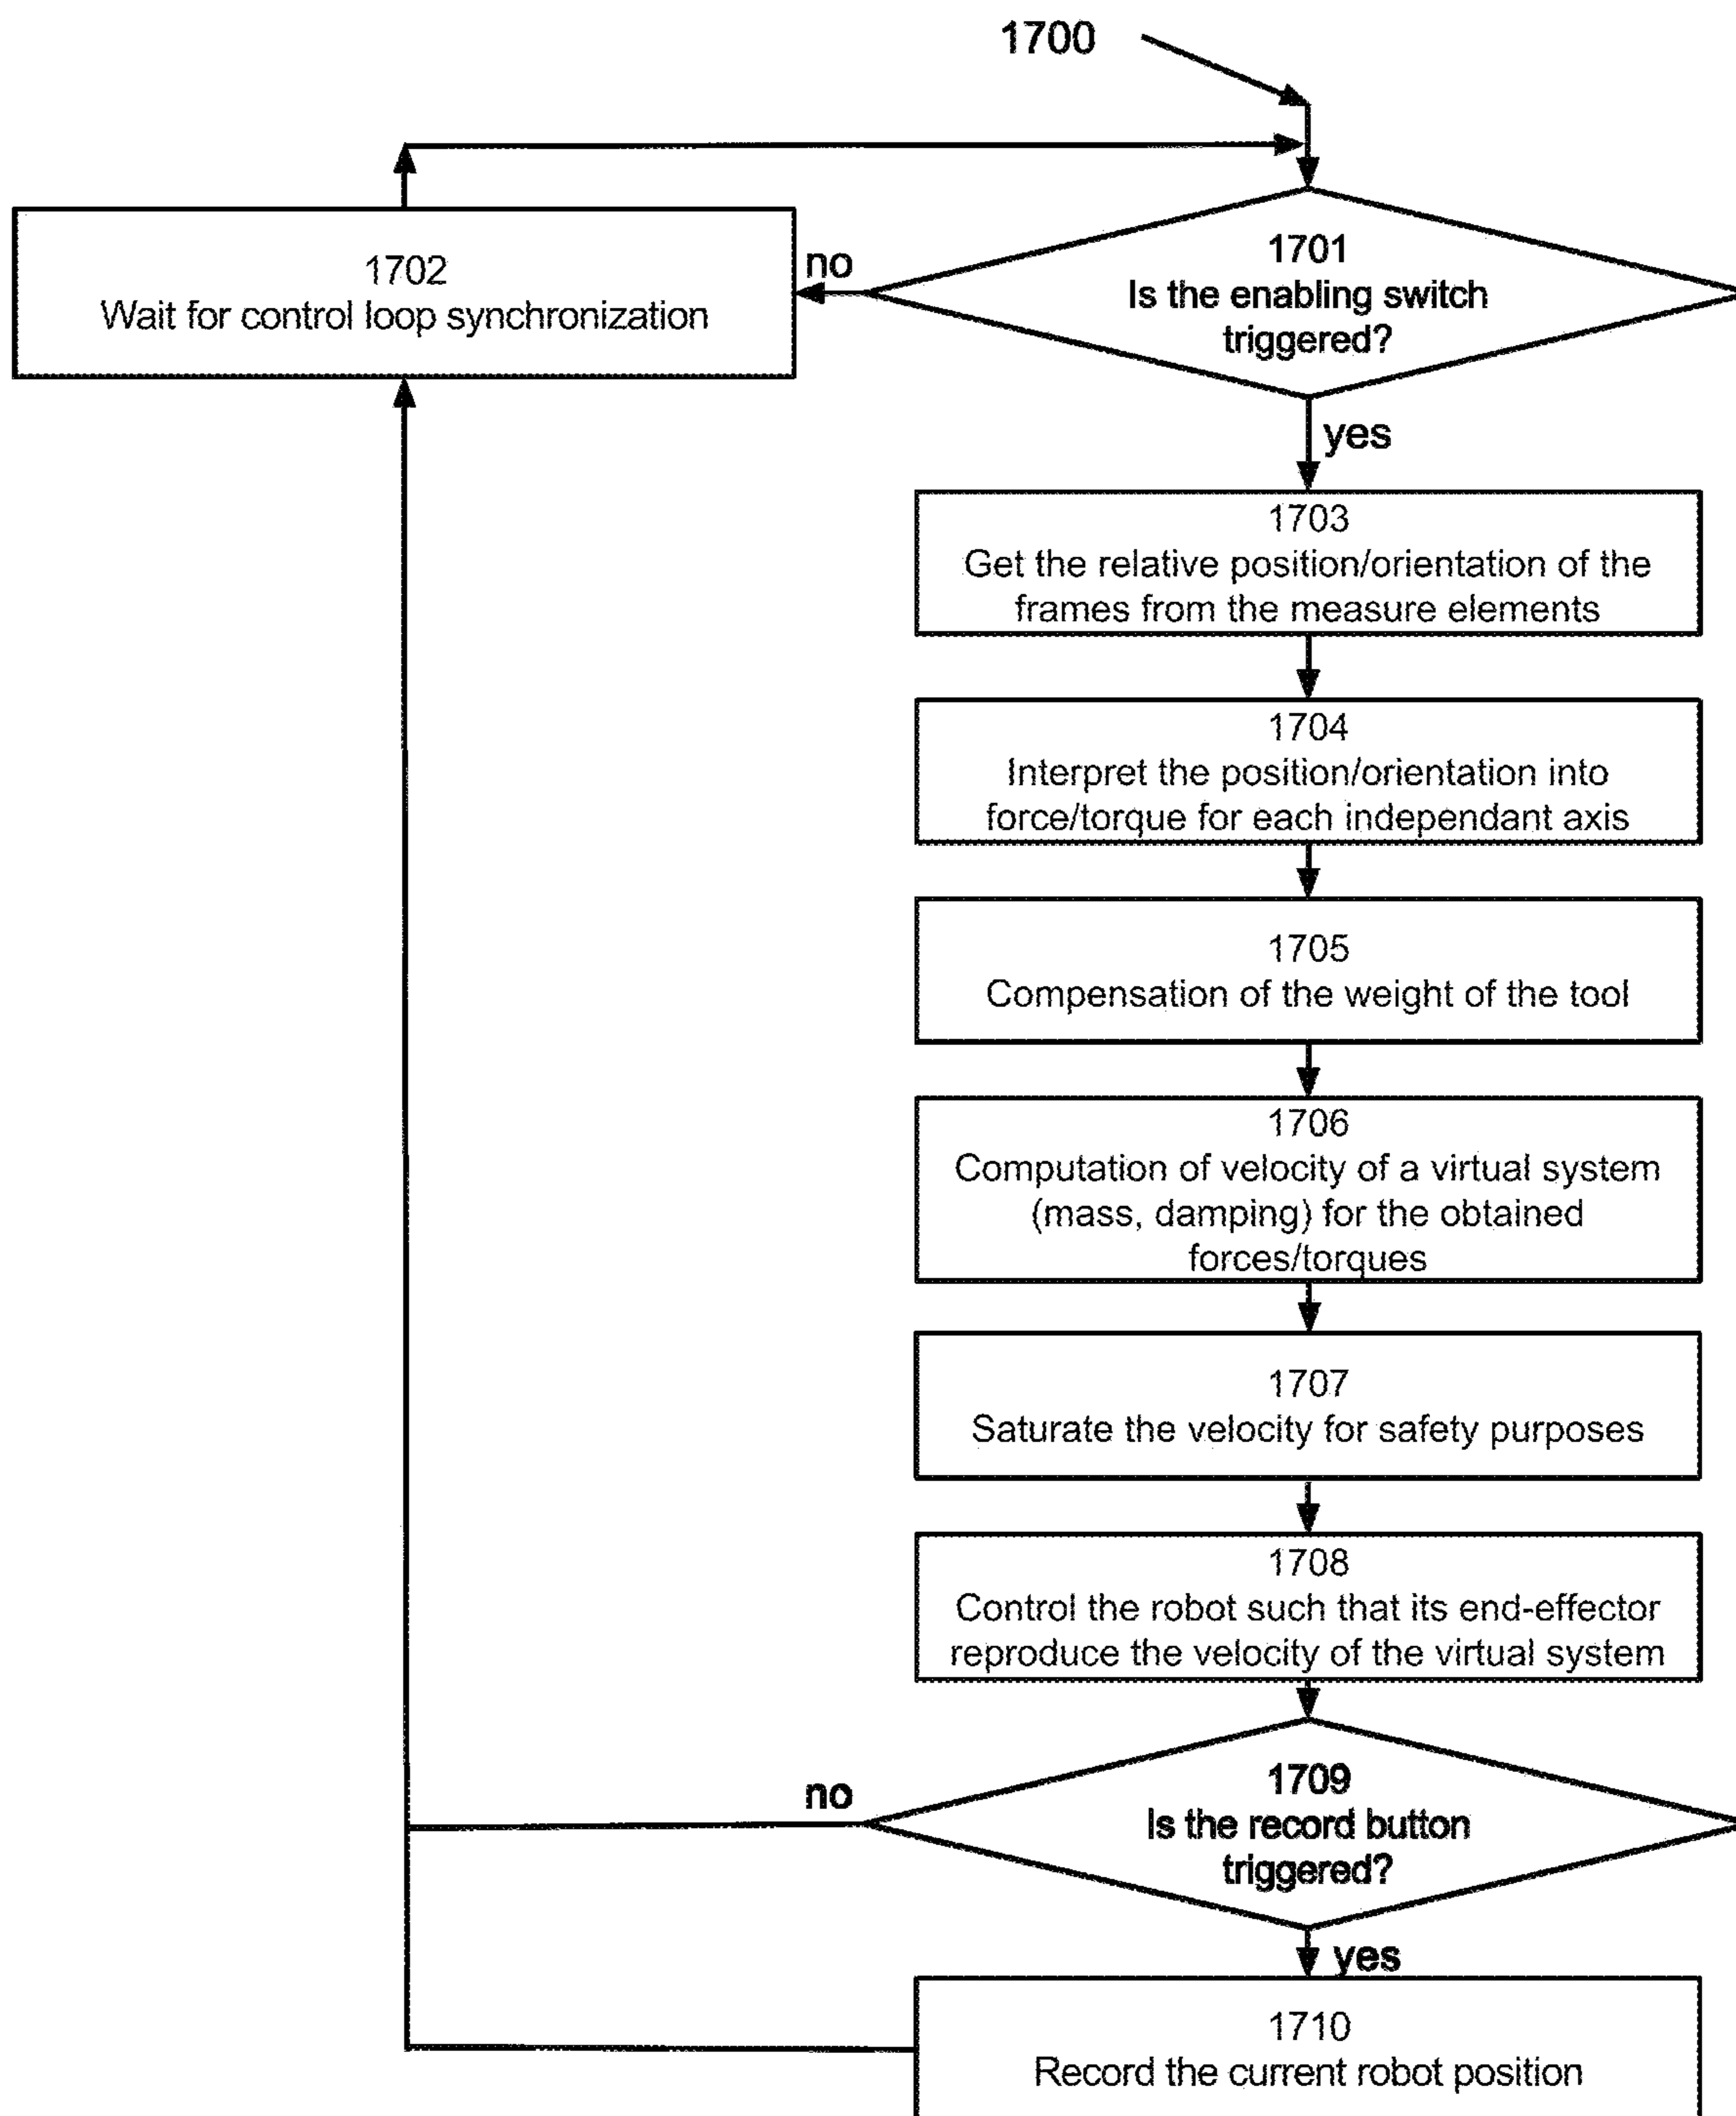 1700
1701
Is the enabling switch
triggered?
no
1702
Wait for control loop synchronization
yes
1703
Get the relative position/orientation of the
frames from the measure elements
1704
Interpret the position/orientation into
force/torque for each independant axis
1705
Compensation of the weight of the tool
1706
Computation of velocity of a virtual system
(mass, damping) for the obtained
forces/torques
1707
Saturate the velocity for safety purposes
1708
Control the robot such that its end-effector
reproduce the velocity of the virtual system
1709
Is the record button
triggered?
no
yes
1710
Record the current robot position